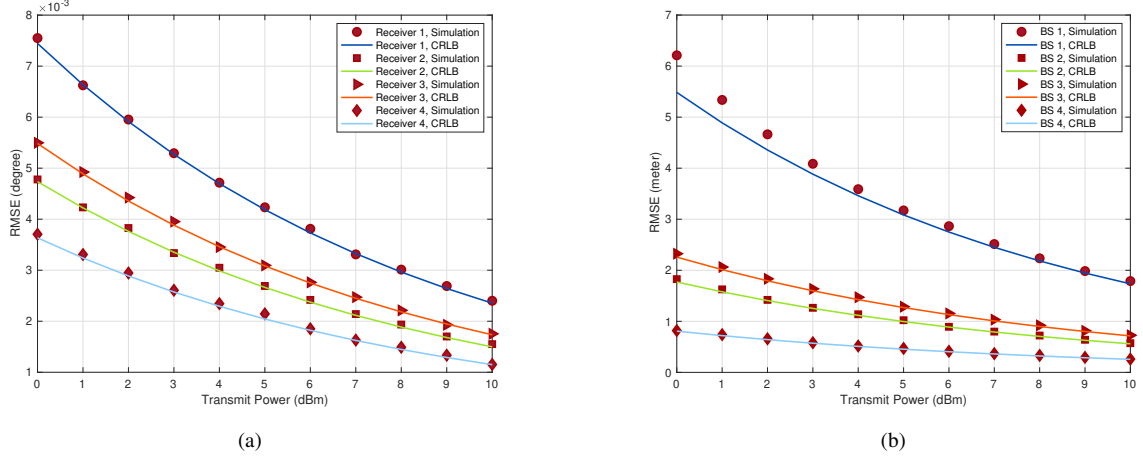 ×10⁻³
8
7
6
5
4
3
2
1
RMSE (degree)
0 1 2 3 4 5 6 7 8 9 10
Transmit Power (dBm)
Receiver 1, Simulation
Receiver 1, CRLB
Receiver 2, Simulation
Receiver 2, CRLB
Receiver 3, Simulation
Receiver 3, CRLB
Receiver 4, Simulation
Receiver 4, CRLB
(a)
7
6
5
4
3
2
1
0
RMSE (meter)
0 1 2 3 4 5 6 7 8 9 10
Transmit Power (dBm)
BS 1, Simulation
BS 1, CRLB
BS 2, Simulation
BS 2, CRLB
BS 3, Simulation
BS 3, CRLB
BS 4, Simulation
BS 4, CRLB
(b)